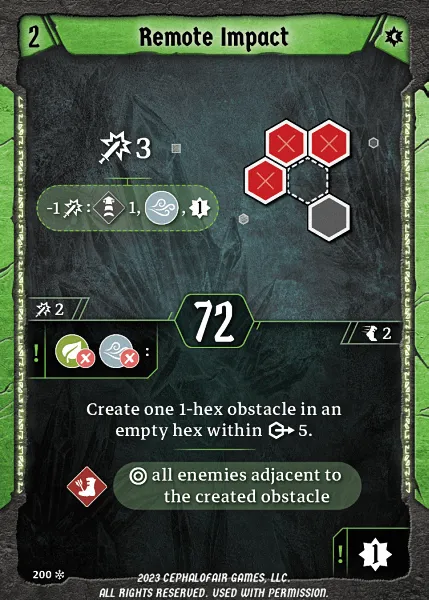 2
Remote Impact
3
-1 : 1, , 1
2
72
2
! :
Create one 1-hex obstacle in an
empty hex within 5.
all enemies adjacent to
the created obstacle
! 1
200
2023 CEPHALOFAIR GAMES, LLC.
ALL RIGHTS RESERVED. USED WITH PERMISSION.